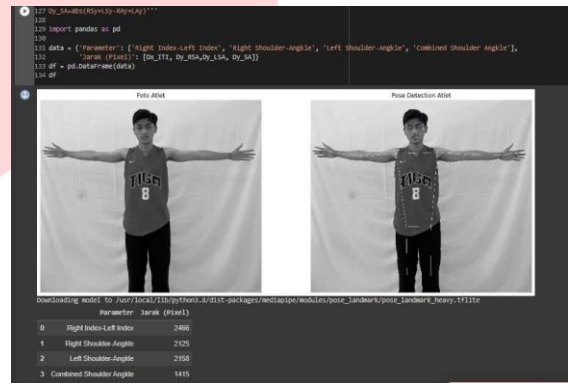 127 Dy_SA=abs(RSy+LSy-RAy+LAy)'''
128
129 import pandas as pd
130
131 data = {'Parameter': ['Right Index-Left Index', 'Right Shoulder-Angkle', 'Left Shoulder-Angkle', 'Combined Shoulder Angkle'],
132 'Jarak (Pixel)': [Dx_ITI, Dy_RSA,Dy_LSA, Dy_SA]}
133 df = pd.DataFrame(data)
134 df
Foto Atlet Pose Detection Atlet
8 8
Downloading model to /usr/local/lib/python3.8/dist-packages/mediapipe/modules/pose_landmark/pose_landmark_heavy.tflite
Parameter Jarak (Pixel)
0 Right Index-Left Index 2466
1 Right Shoulder-Angkle 2125
2 Left Shoulder-Angkle 2158
3 Combined Shoulder Angkle 1415